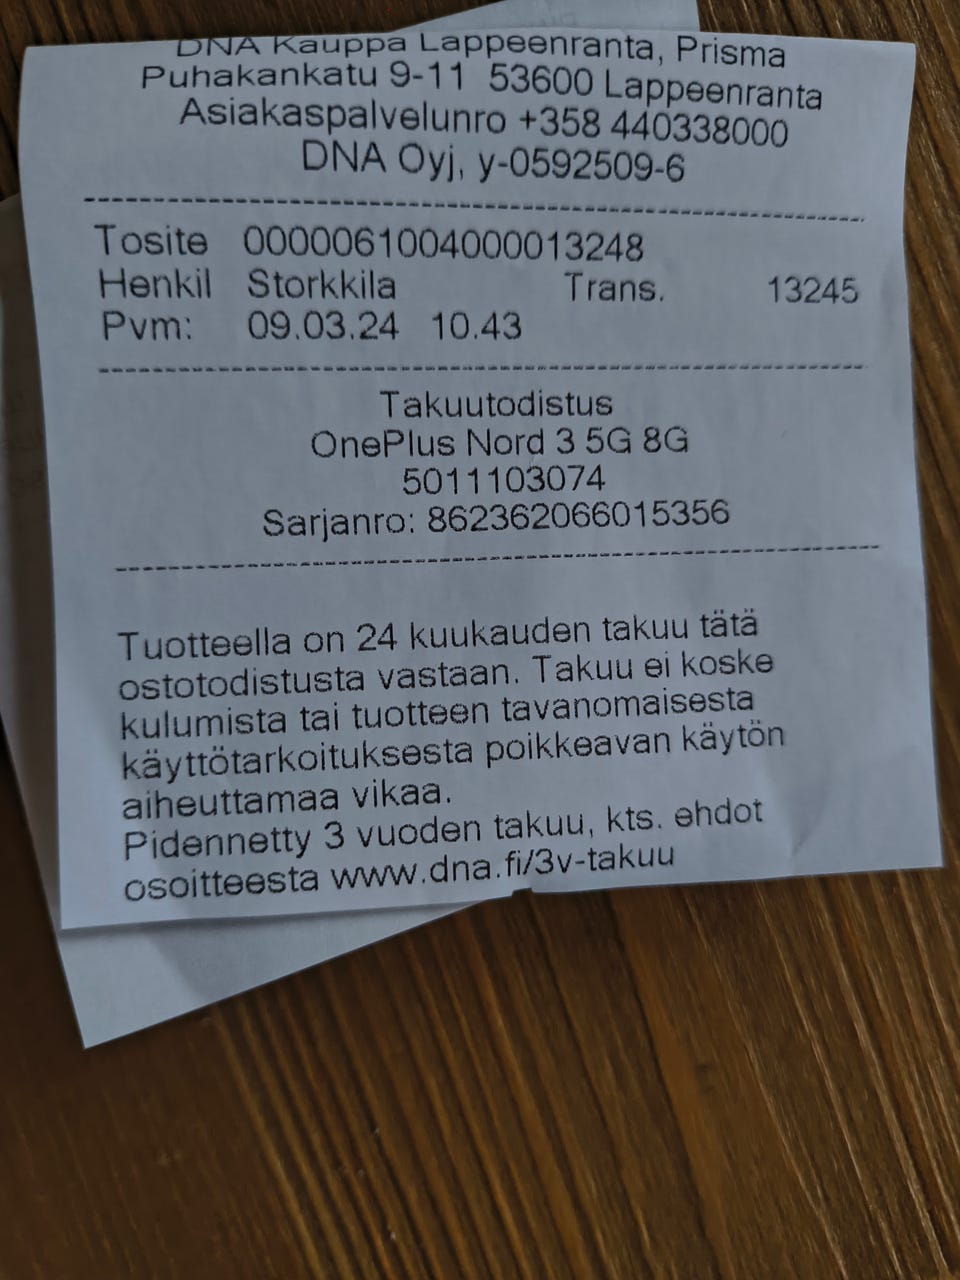 DNA Kauppa Lappeenranta, Prisma
Puhakankatu 9-11 53600 Lappeenranta
Asiakaspalvelunro +358 440338000
DNA Oyj, y-0592509-6
Tosite 0000061004000013248
Henkil Storkkila Trans. 13245
Pvm: 09.03.24 10.43
Takuutodistus
OnePlus Nord 3 5G 8G
5011103074
Sarjanro: 862362066015356
Tuotteella on 24 kuukauden takuu tätä
ostotodistusta vastaan. Takuu ei koske
kulumista tai tuotteen tavanomaisesta
käyttötarkoituksesta poikkeavan käytön
aiheuttamaa vikaa.
Pidennetty 3 vuoden takuu, kts. ehdot
osoitteesta www.dna.fi/3v-takuu